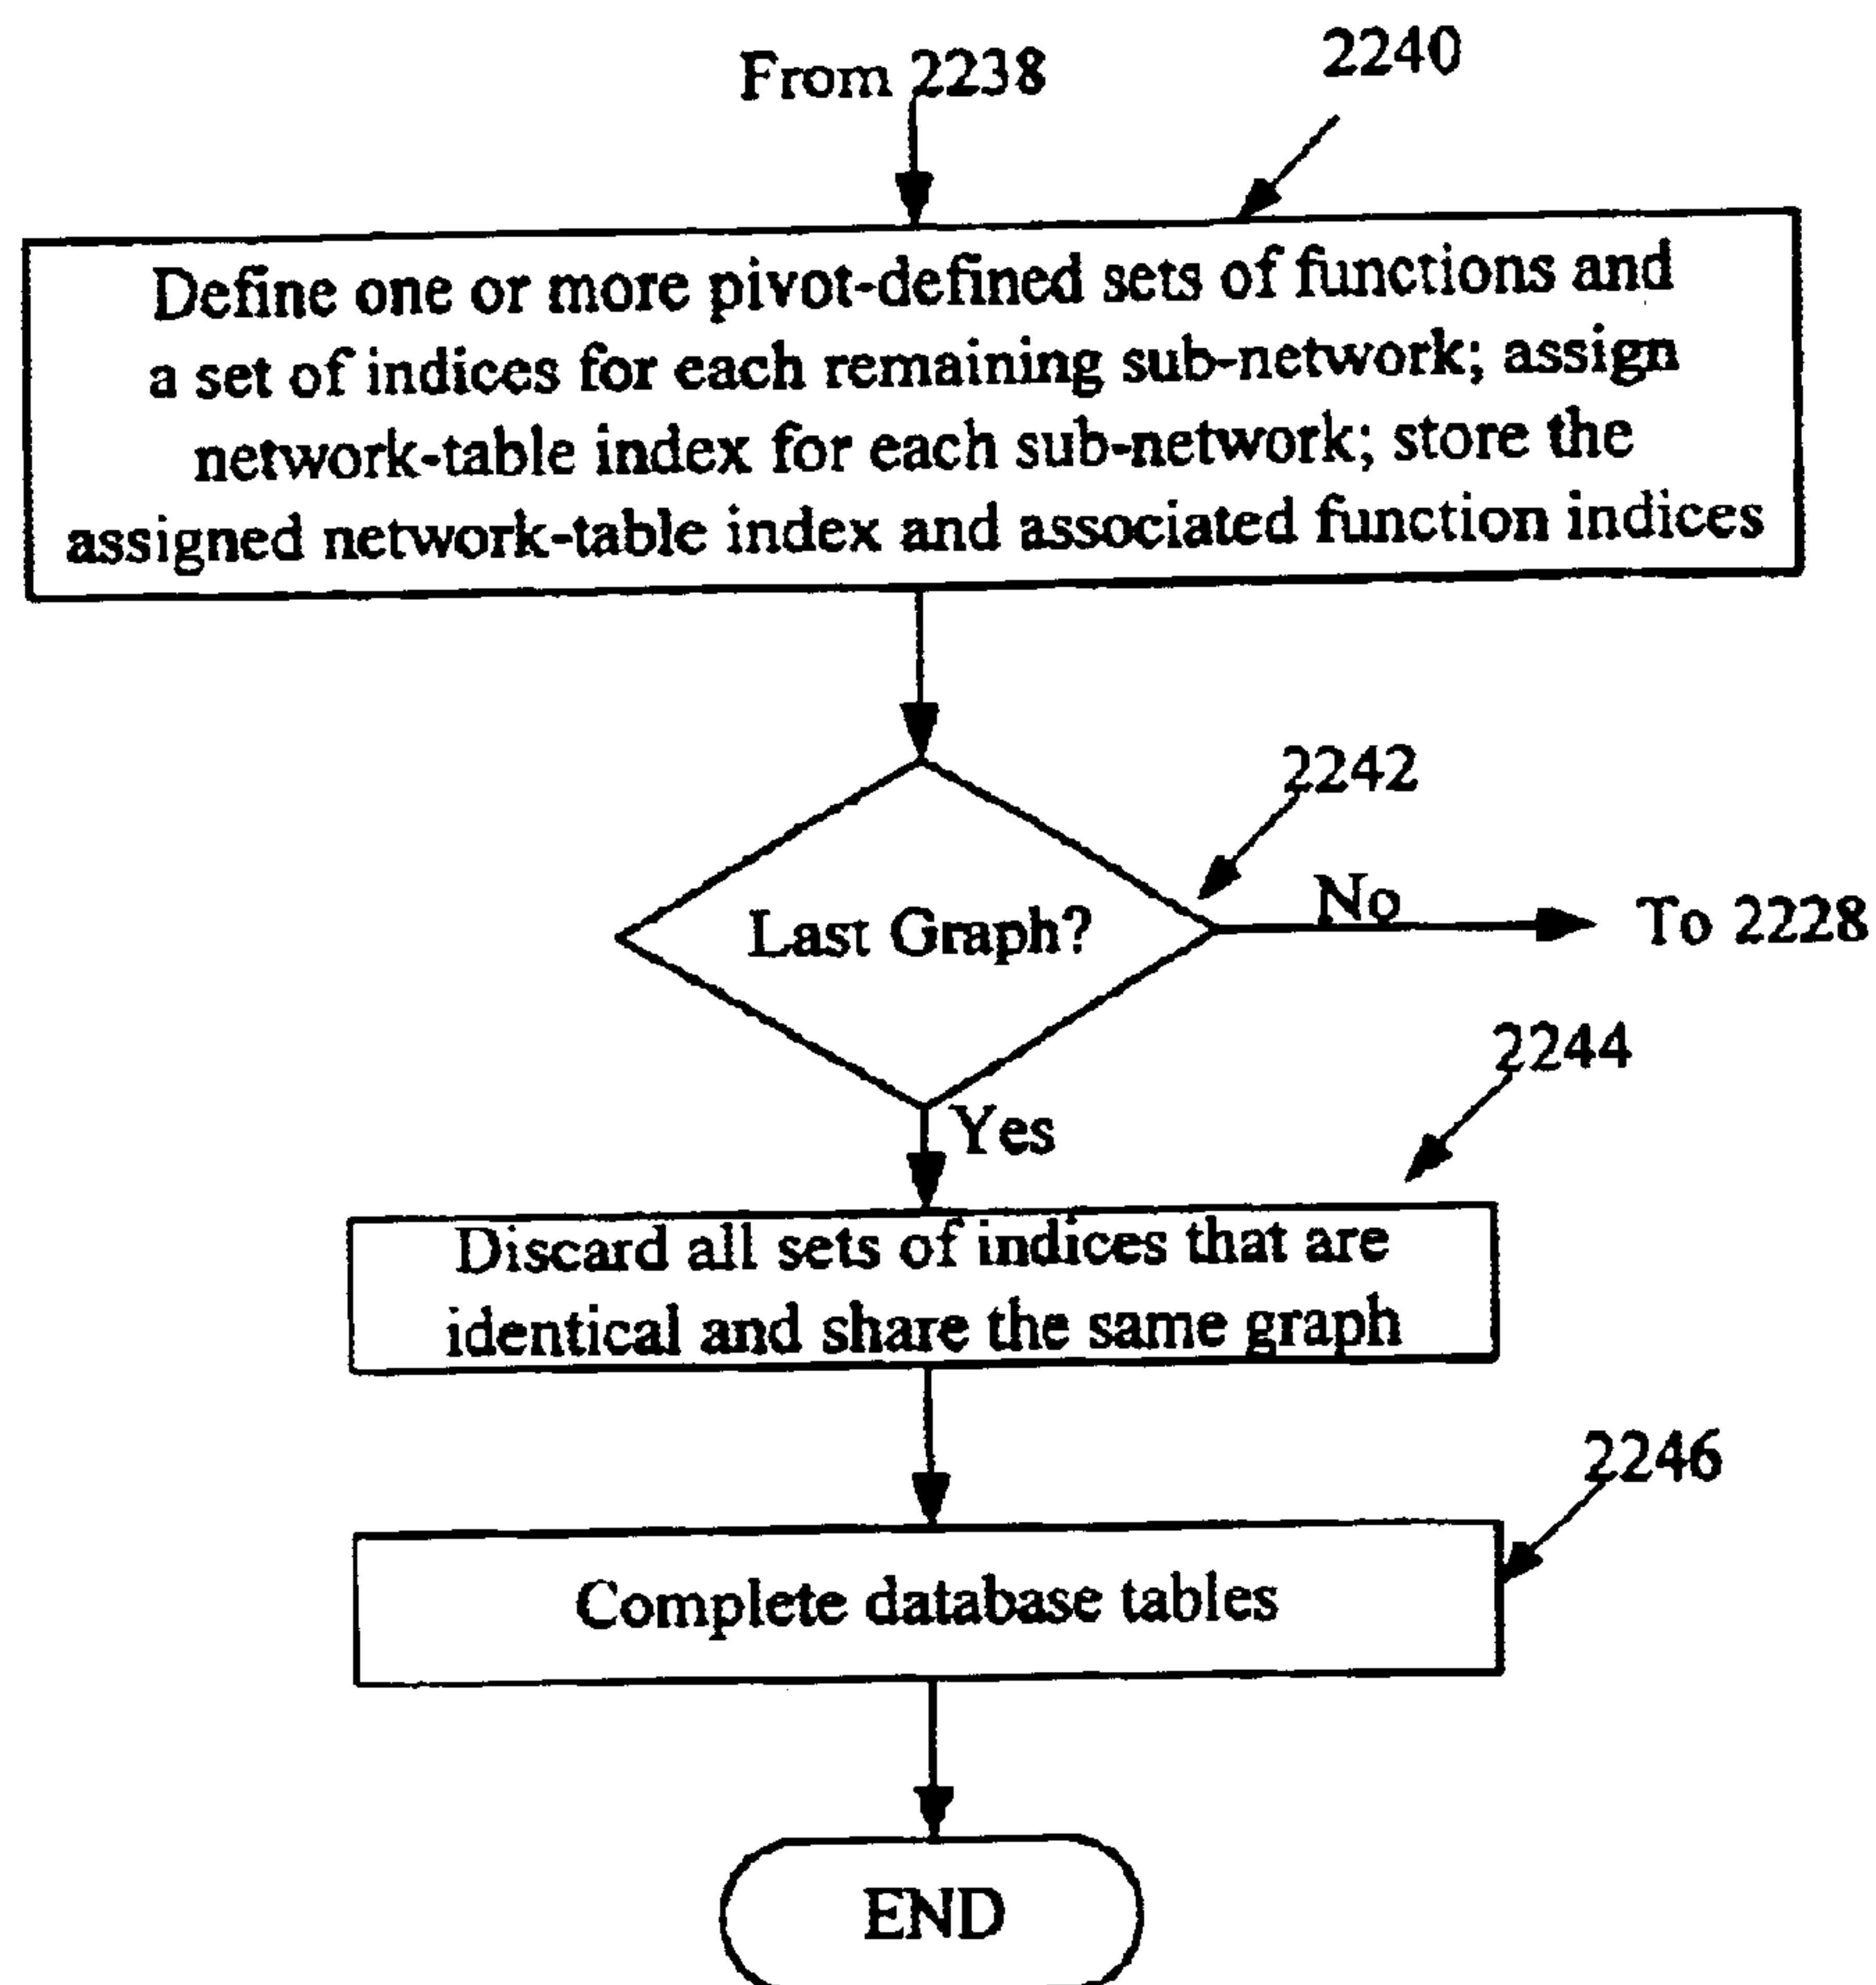 From 2238
2240
Define one or more pivot-defined sets of functions and
a set of indices for each remaining sub-network; assign
network-table index for each sub-network; store the
assigned network-table index and associated function indices
2242
Last Graph?
No
To 2228
Yes
2244
Discard all sets of indices that are
identical and share the same graph
2246
Complete database tables
END